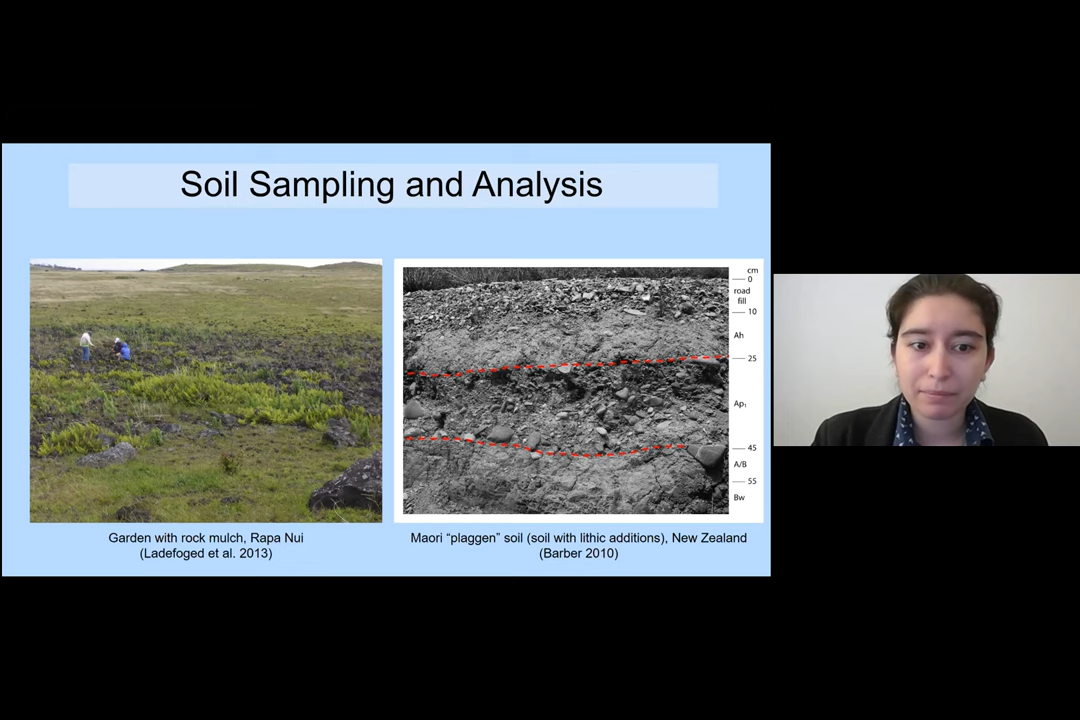 Soil Sampling and Analysis
cm
0
road
fill
10
Ah
25
Ap₁
45
A/B
55
Bw
Garden with rock mulch, Rapa Nui
(Ladefoged et al. 2013)
Maori “plaggen” soil (soil with lithic additions), New Zealand
(Barber 2010)